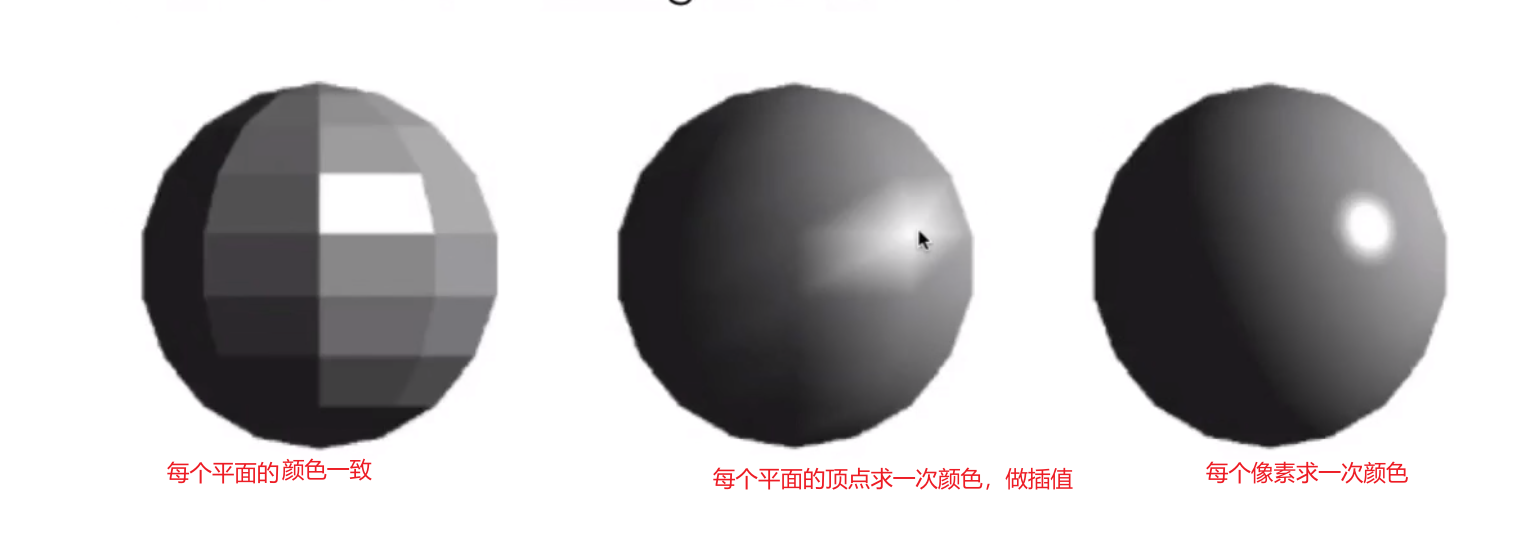 每个平面的颜色一致
每个平面的顶点求一次颜色，做插值
每个像素求一次颜色